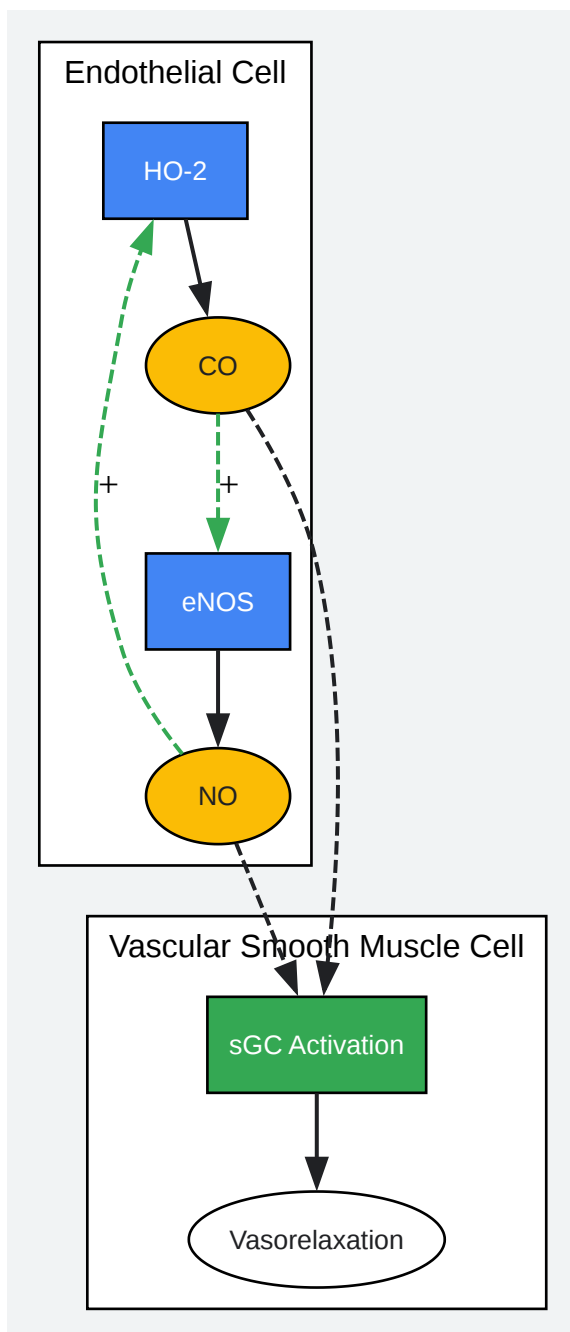 Endothelial Cell
HO-2
CO
+
+
eNOS
NO
Vascular Smooth Muscle Cell
sGC Activation
Vasorelaxation